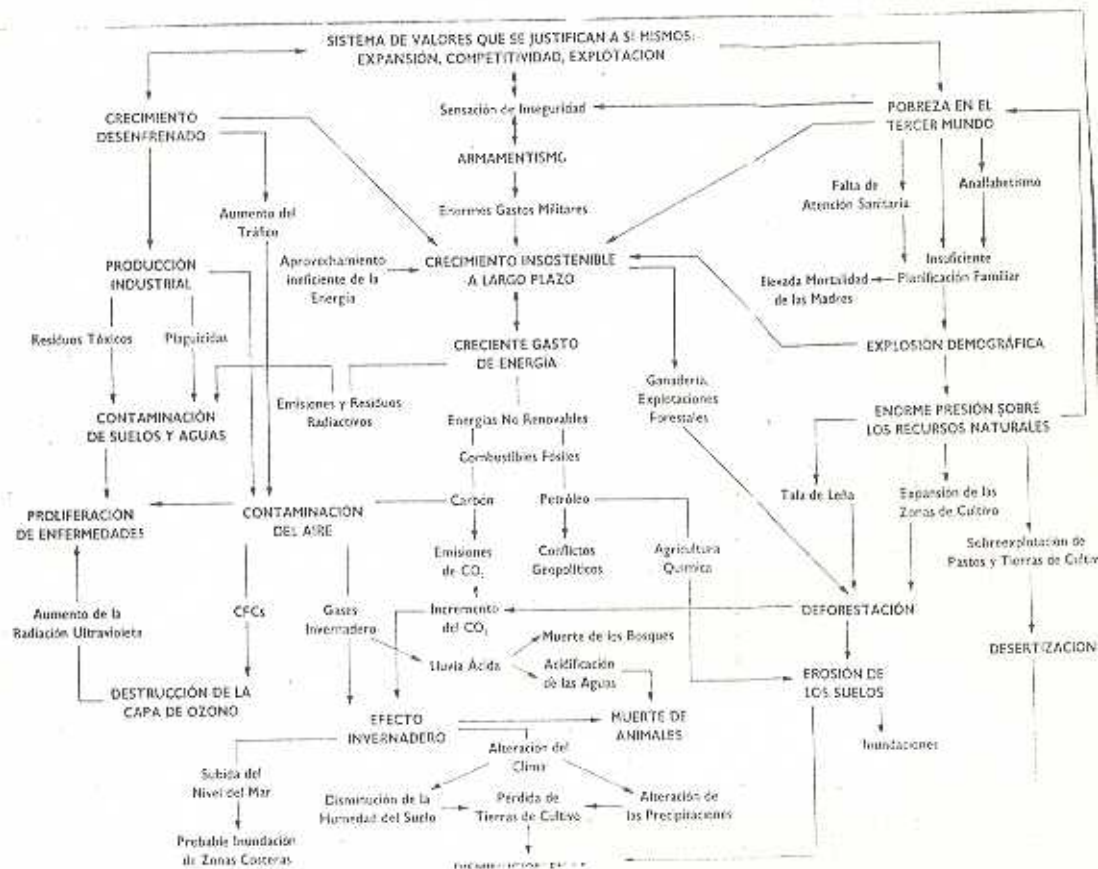 SISTEMA DE VALORES QUE SE JUSTIFICAN A SÍ MISMOS:
EXPANSIÓN, COMPETITIVIDAD, EXPLOTACION
CRECIMIENTO
DESENFRENADO
Sensación de Inseguridad
POBREZA EN EL
TERCER MUNDO
ARMAMENTISMO
Falta de
Atención Sanitaria
Analfabetismo
Enormes Gastos Militares
Aumento del
Tráfico
PRODUCCIÓN
INDUSTRIAL
Aprovechamiento
ineficiente de la
Energía
CRECIMIENTO INSOSTENIBLE
A LARGO PLAZO
Insuficiente
Planificación Familiar
Elevada Mortalidad
de las Madres
Residuos Tóxicos
Plaguicidas
CRECIENTE GASTO
DE ENERGÍA
EXPLOSIÓN DEMOGRÁFICA
Ganadería,
Explotaciones
Forestales
CONTAMINACIÓN
DE SUELOS Y AGUAS
Emisiones y Residuos
Radiactivos
Energías No Renovables
ENORME PRESIÓN SOBRE
LOS RECURSOS NATURALES
Combustibles Fósiles
PROLIFERACIÓN
DE ENFERMEDADES
CONTAMINACIÓN
DEL AIRE
Carbón
Petróleo
Tala de Leña
Expansión de las
Zonas de Cultivo
Emisiones
de CO₂
Conflictos
Geopolíticos
Agricultura
Química
Sobreexplotación de
Pastos y Tierras de Cultiv
Aumento de la
Radiación Ultravioleta
CFCs
Gases
Invernadero
Incremento
del CO₂
DEFORESTACIÓN
Lluvia Ácida
Muerte de los Bosques
Acidificación
de las Aguas
DESERTIZACION
EROSIÓN DE
LOS SUELOS
DESTRUCCIÓN DE LA
CAPA DE OZONO
EFECTO
INVERNADERO
MUERTE DE
ANIMALES
Inundaciones
Alteración del
Clima
Subida del
Nivel del Mar
Disminución de la
Humedad del Suelo
Pérdida de
Tierras de Cultivo
Alteración de
las Precipitaciones
Probable Inundación
de Zonas Costeras